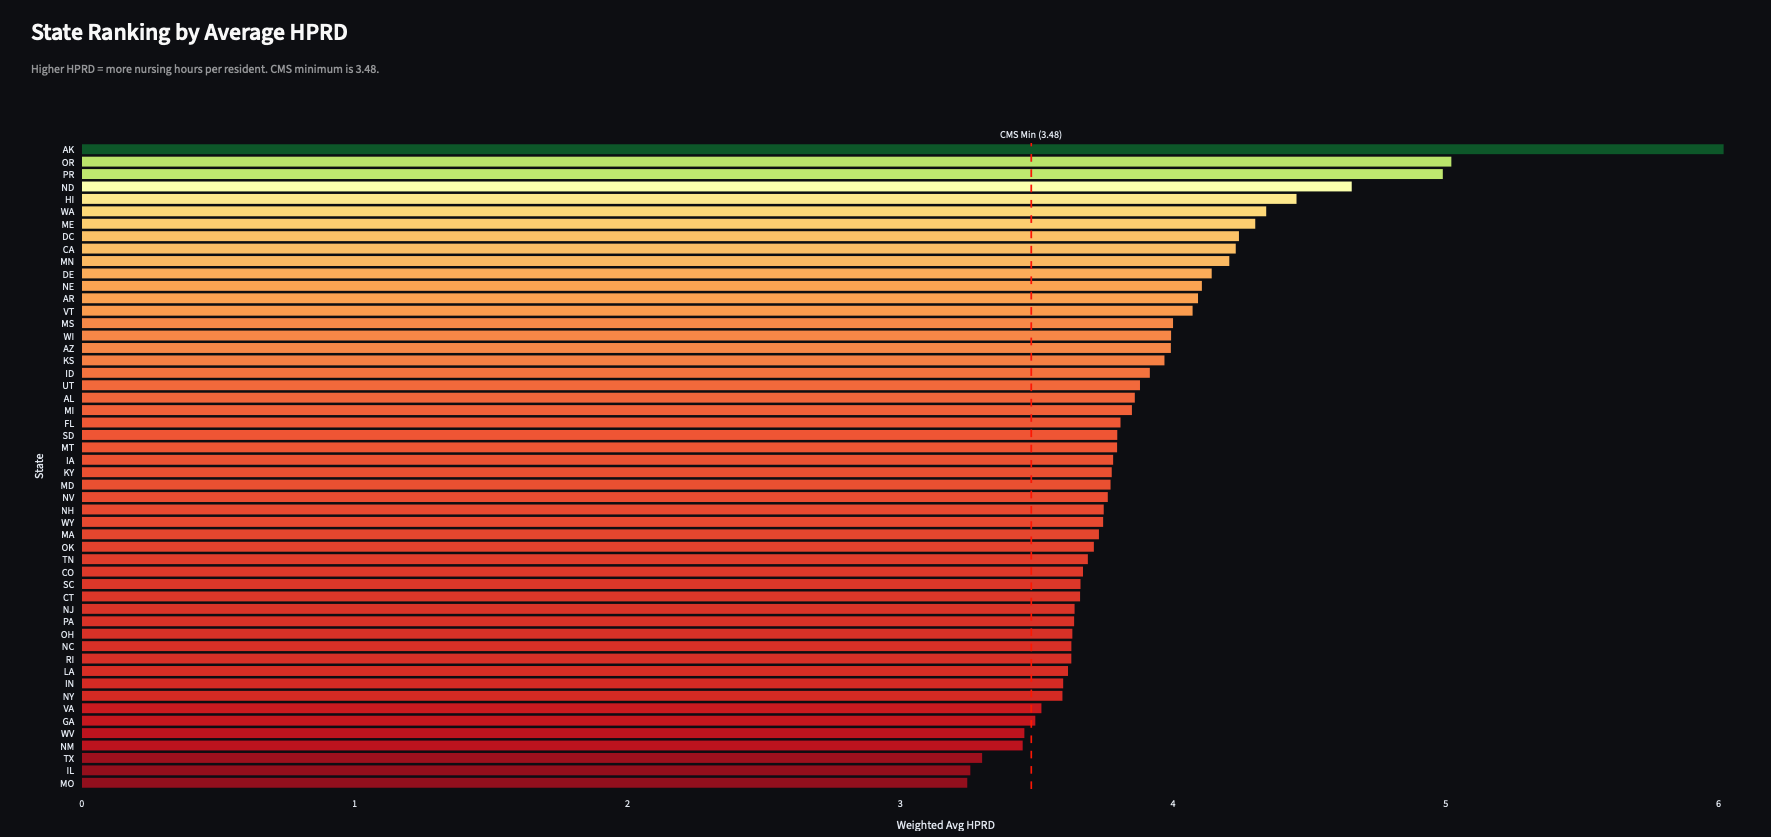 State Ranking by Average HPRD
Higher HPRD = more nursing hours per resident. CMS minimum is 3.48.
CMS Min (3.48)
AK
OR
PR
ND
HI
WA
ME
DC
CA
MN
DE
NE
AR
VT
MS
WI
AZ
KS
ID
UT
AL
MI
FL
SD
MT
IA
KY
MD
NV
NH
WY
MA
OK
TN
CO
SC
CT
NJ
PA
OH
NC
RI
LA
IN
NY
VA
GA
WV
NM
TX
IL
MO
State
0 1 2 3 4 5 6
Weighted Avg HPRD